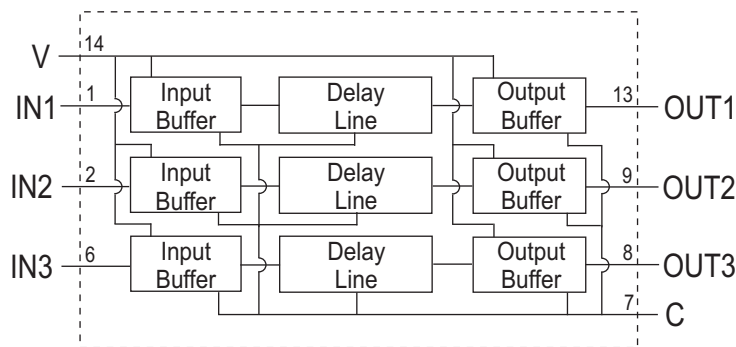 V 14
IN1 1 Input Buffer Delay Line Output Buffer 13 OUT1
IN2 2 Input Buffer Delay Line Output Buffer 9 OUT2
IN3 6 Input Buffer Delay Line Output Buffer 8 OUT3
7 C